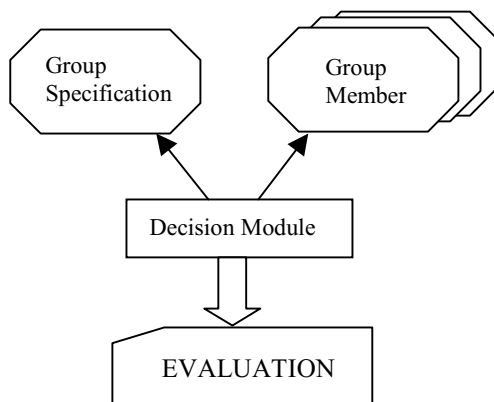 Group
Specification
Group
Member
Decision Module
EVALUATION